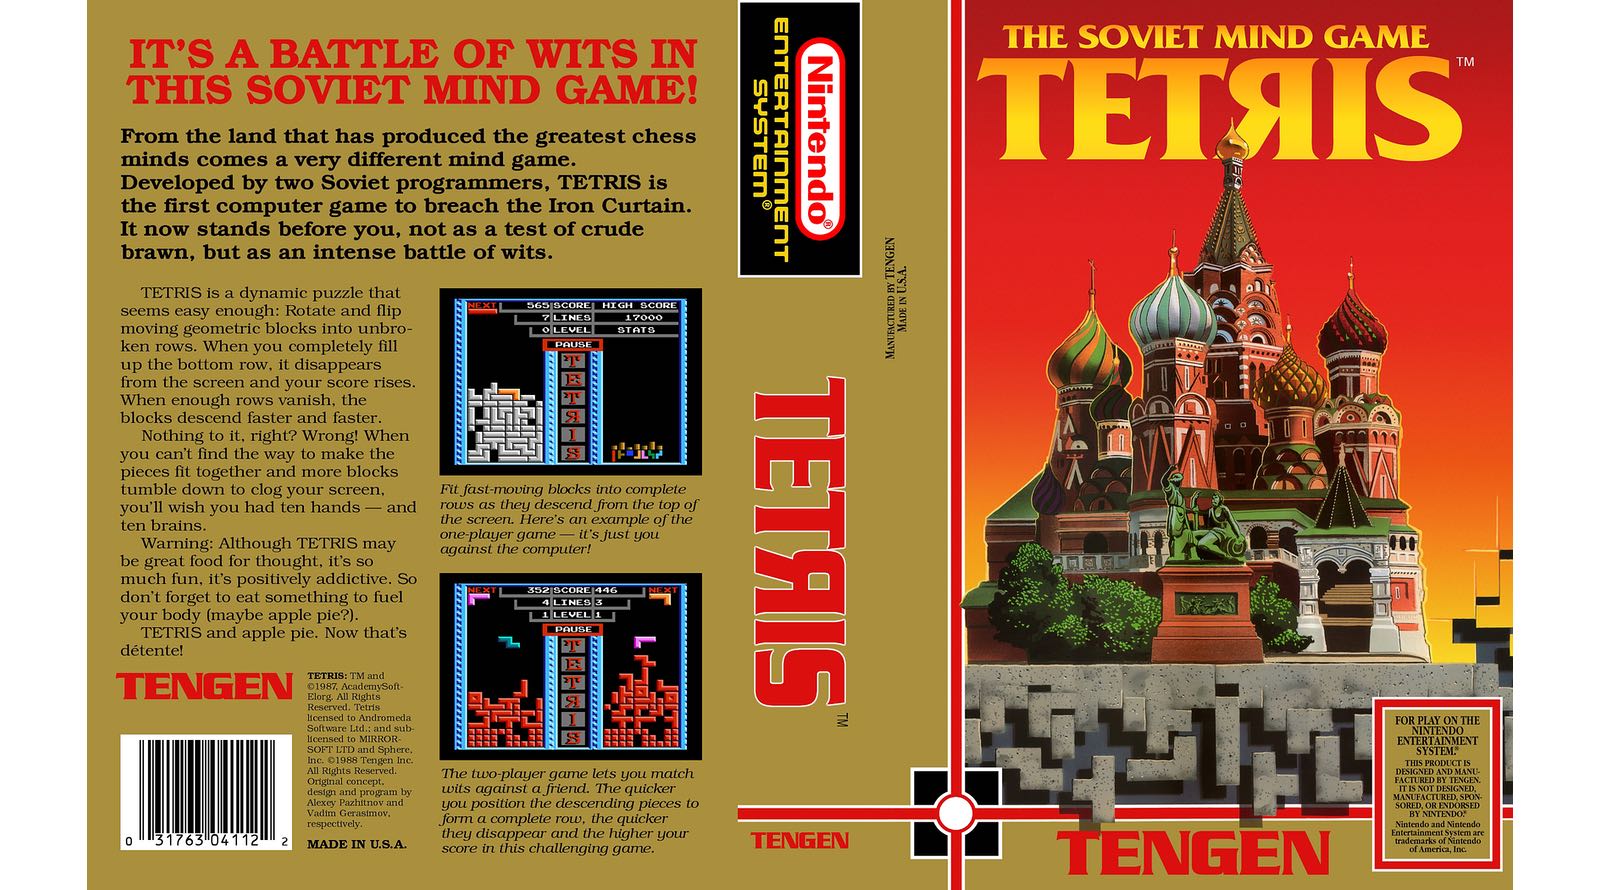 IT'S A BATTLE OF WITS IN
THIS SOVIET MIND GAME!
From the land that has produced the greatest chess
minds comes a very different mind game.
Developed by two Soviet programmers, TETRIS is
the first computer game to breach the Iron Curtain.
It now stands before you, not as a test of crude
brawn, but as an intense battle of wits.
TETRIS is a dynamic puzzle that
seems easy enough: Rotate and flip
moving geometric blocks into unbro-
ken rows. When you completely fill
up the bottom row, it disappears
from the screen and your score rises.
When enough rows vanish, the
blocks descend faster and faster.
Nothing to it, right? Wrong! When
you can't find the way to make the
pieces fit together and more blocks
tumble down to clog your screen,
you'll wish you had ten hands — and
ten brains.
Warning: Although TETRIS may
be great food for thought, it's so
much fun, it's positively addictive. So
don't forget to eat something to fuel
your body (maybe apple pie?).
TETRIS and apple pie. Now that's
détente!
TENGEN
0 31763 04112 2
TETRIS: TM and
©1987, AcademySoft-
Elorg. All Rights
Reserved. Tetris
licensed to Andromeda
Software Ltd.; and sub-
licensed to MIRROR-
SOFT LTD and Sphere,
Inc. ©1988 Tengen Inc.
All Rights Reserved.
Original concept,
design and program by
Alexey Pazhitnov and
Vadim Gerasimov,
respectively.
MADE IN U.S.A.
NEXT 565 SCORE HIGH SCORE
7 LINES 17000
0 LEVEL STATS
PAUSE
TETЯIS
Fit fast-moving blocks into complete
rows as they descend from the top of
the screen. Here's an example of the
one-player game — it's just you
against the computer!
NEXT 352 SCORE 446 NEXT
4 LINES 3
1 LEVEL 1
PAUSE
TETЯIS
The two-player game lets you match
wits against a friend. The quicker
you position the descending pieces to
form a complete row, the quicker
they disappear and the higher your
score in this challenging game.
Nintendo®
ENTERTAINMENT
SYSTEM®
MANUFACTURED BY TENGEN
MADE IN U.S.A.
TETЯIS™
TENGEN
THE SOVIET MIND GAME
TETЯIS™
TENGEN
FOR PLAY ON THE
NINTENDO
ENTERTAINMENT
SYSTEM.®
THIS PRODUCT IS
DESIGNED AND MANU-
FACTURED BY TENGEN.
IT IS NOT DESIGNED,
MANUFACTURED, SPON-
SORED, OR ENDORSED
BY NINTENDO.®
Nintendo and Nintendo
Entertainment System are
trademarks of Nintendo
of America, Inc.